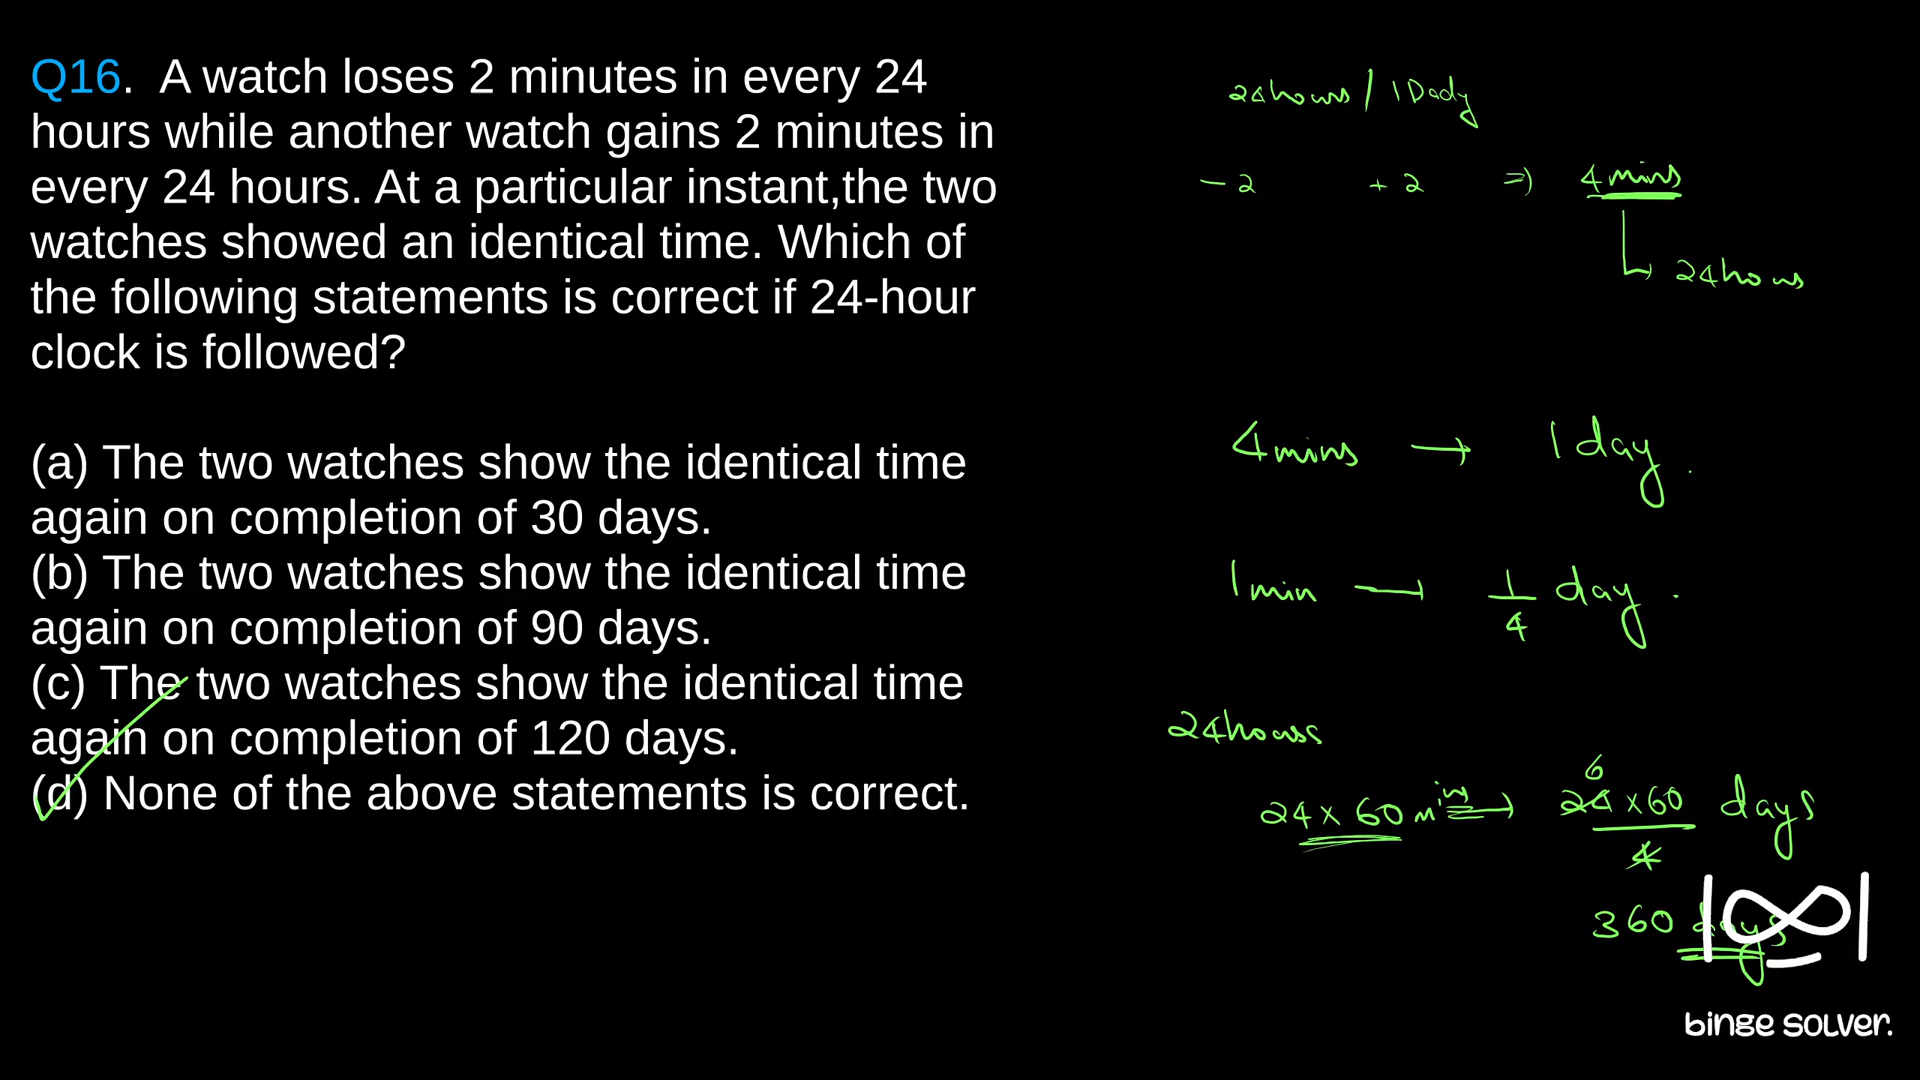 Q16. A watch loses 2 minutes in every 24
hours while another watch gains 2 minutes in
every 24 hours. At a particular instant,the two
watches showed an identical time. Which of
the following statements is correct if 24-hour
clock is followed?
(a) The two watches show the identical time
again on completion of 30 days.
(b) The two watches show the identical time
again on completion of 90 days.
(c) The two watches show the identical time
again on completion of 120 days.
(d) None of the above statements is correct.
24hours / 1Dady
- 2 + 2 => 4mins
↳ 24hours
4mins → 1 day.
1min → 1/4 day.
24hours
24 x 60 mins → 6
24 x 60 / 4 days
360 days
binge SOLVER.